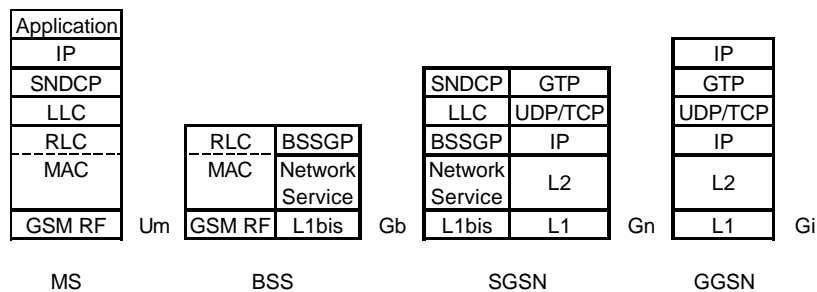 Application
IP
SNDCP
LLC
RLC
MAC
GSM RF
Um
RLC
MAC
GSM RF
BSSGP
Network
Service
L1bis
Gb
SNDCP
LLC
BSSGP
Network
Service
L1bis
GTP
UDP/TCP
IP
L2
L1
Gn
IP
GTP
UDP/TCP
IP
L2
L1
Gi
MS
BSS
SGSN
GGSN